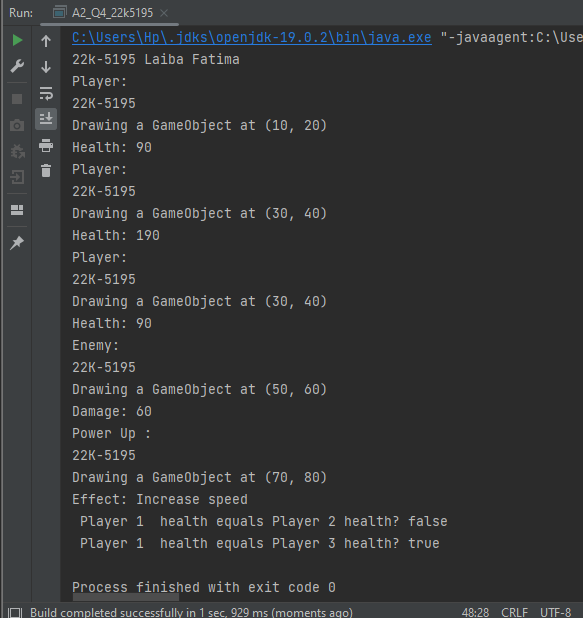 Run: A2_Q4_22k5195
C:\Users\Hp\.jdks\openjdk-19.0.2\bin\java.exe "-javaagent:C:\Use
22k-5195 Laiba Fatima
Player:
22K-5195
Drawing a GameObject at (10, 20)
Health: 90
Player:
22K-5195
Drawing a GameObject at (30, 40)
Health: 190
Player:
22K-5195
Drawing a GameObject at (30, 40)
Health: 90
Enemy:
22K-5195
Drawing a GameObject at (50, 60)
Damage: 60
Power Up :
22K-5195
Drawing a GameObject at (70, 80)
Effect: Increase speed
Player 1  health equals Player 2 health? false
Player 1  health equals Player 3 health? true
Process finished with exit code 0
Build completed successfully in 1 sec, 929 ms (moments ago) 48:28 CRLF UTF-8